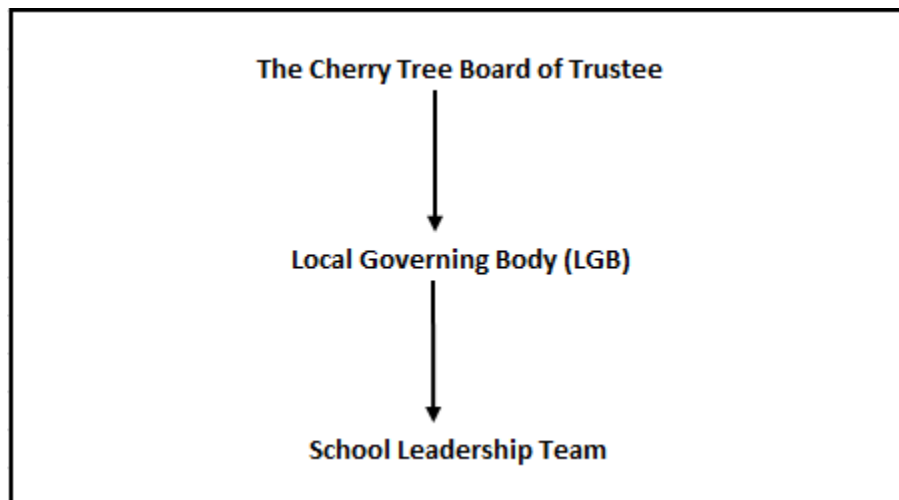 The Cherry Tree Board of Trustee
Local Governing Body (LGB)
School Leadership Team